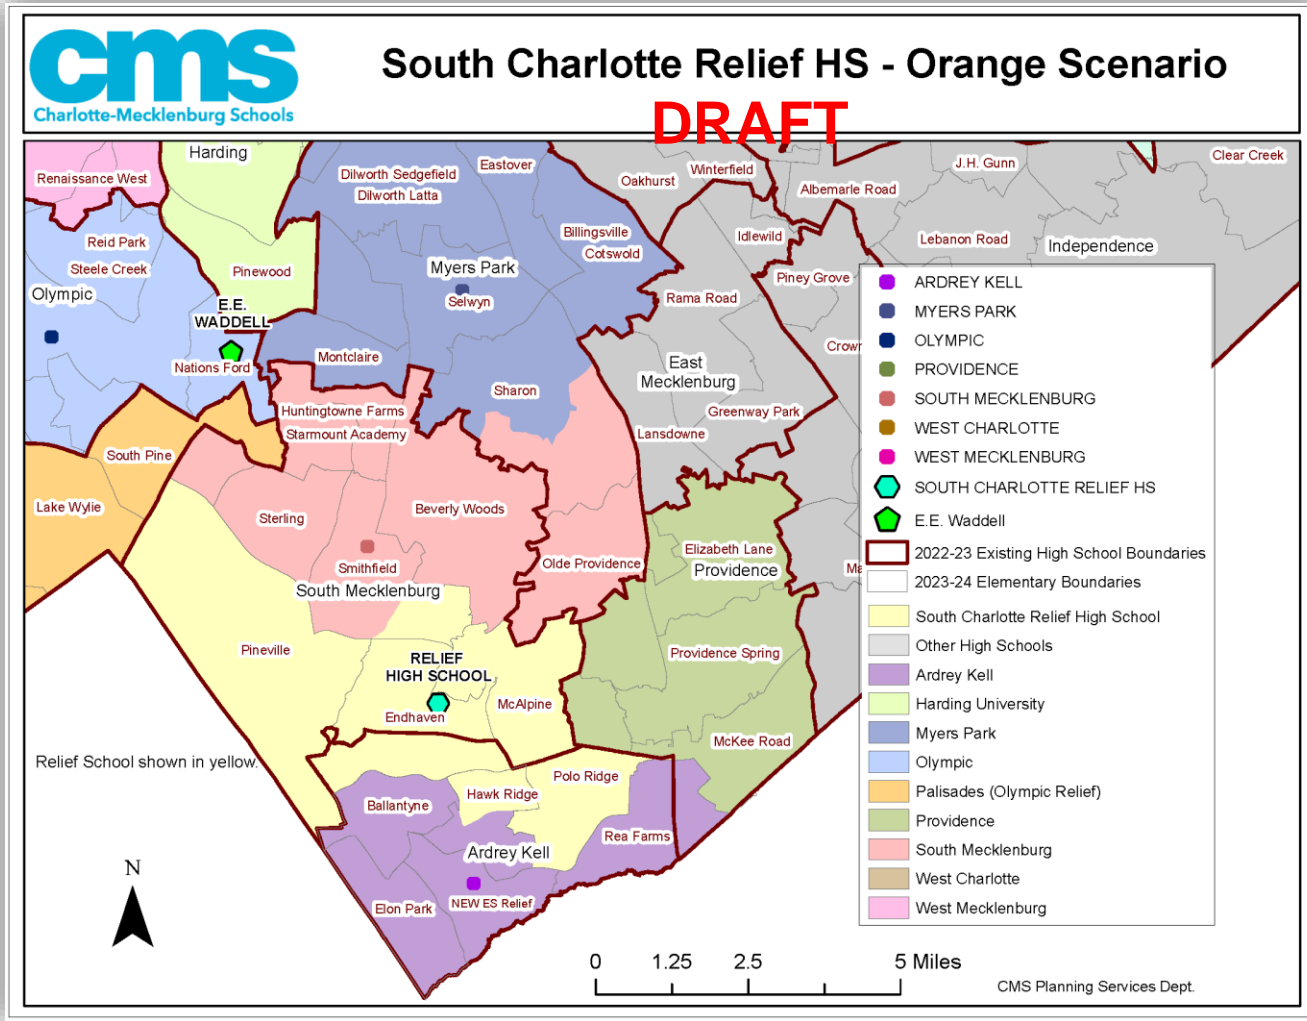 cms
Charlotte-Mecklenburg Schools
South Charlotte Relief HS - Orange Scenario
DRAFT
Harding
Renaissance West
Dilworth Sedgefield
Dilworth Latta
Eastover
Oakhurst
Winterfield
Albemarle Road
J.H. Gunn
Clear Creek
Reid Park
Steele Creek
Olympic
Pinewood
Billingsville
Cotswold
Idlewild
Lebanon Road
Independence
Myers Park
Selwyn
Piney Grove
Rama Road
E.E.
WADDELL
Nations Ford
Montclaire
Sharon
East
Mecklenburg
Crown
Greenway Park
Lansdowne
Huntingtowne Farms
Starmount Academy
South Pine
Lake Wylie
Sterling
Beverly Woods
Smithfield
South Mecklenburg
Olde Providence
Elizabeth Lane
Providence
Ma
Pineville
RELIEF
HIGH SCHOOL
Endhaven
McAlpine
Providence Spring
McKee Road
Relief School shown in yellow.
Ballantyne
Hawk Ridge
Polo Ridge
Rea Farms
Ardrey Kell
Elon Park
NEW ES Relief
N
ARDREY KELL
MYERS PARK
OLYMPIC
PROVIDENCE
SOUTH MECKLENBURG
WEST CHARLOTTE
WEST MECKLENBURG
SOUTH CHARLOTTE RELIEF HS
E.E. Waddell
2022-23 Existing High School Boundaries
2023-24 Elementary Boundaries
South Charlotte Relief High School
Other High Schools
Ardrey Kell
Harding University
Myers Park
Olympic
Palisades (Olympic Relief)
Providence
South Mecklenburg
West Charlotte
West Mecklenburg
0 1.25 2.5 5 Miles
CMS Planning Services Dept.